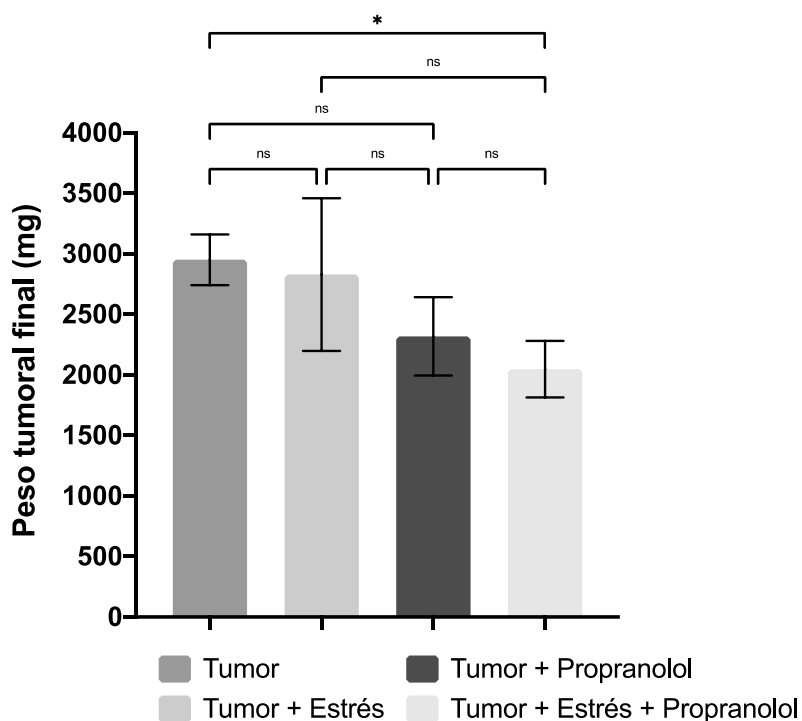 *
ns
ns
ns ns ns
Peso tumoral final (mg)
4000
3500
3000
2500
2000
1500
1000
500
0
Tumor
Tumor + Propranolol
Tumor + Estrés
Tumor + Estrés + Propranolol